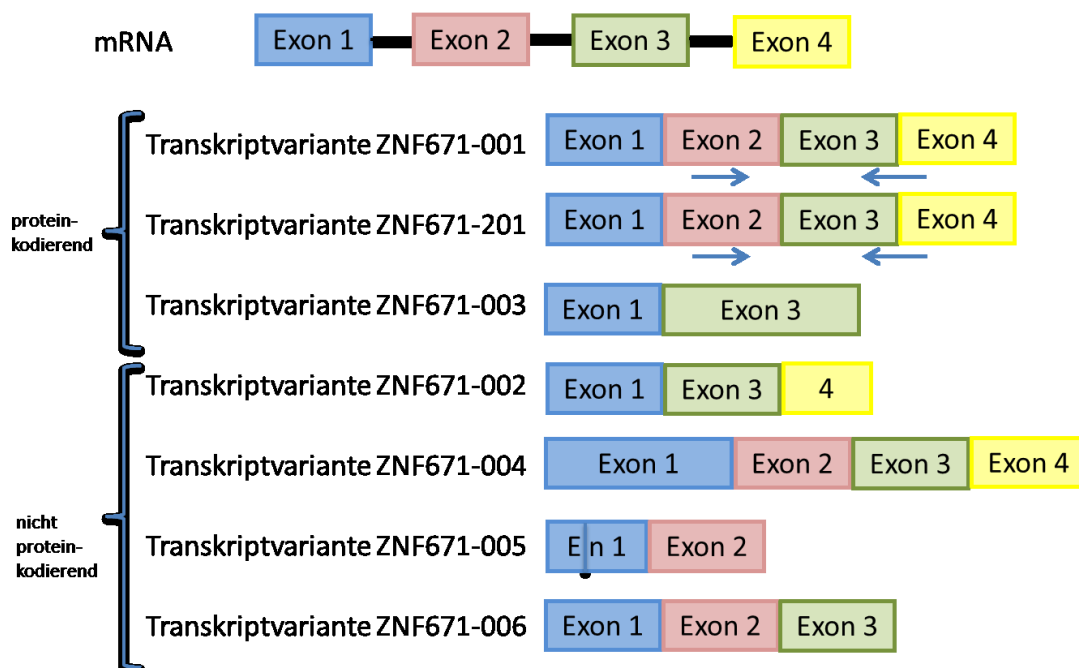 mRNA Exon 1 Exon 2 Exon 3 Exon 4
Transkriptvariante ZNF671-001 Exon 1 Exon 2 Exon 3 Exon 4
protein-
kodierend
Transkriptvariante ZNF671-201 Exon 1 Exon 2 Exon 3 Exon 4
Transkriptvariante ZNF671-003 Exon 1 Exon 3
Transkriptvariante ZNF671-002 Exon 1 Exon 3 4
Transkriptvariante ZNF671-004 Exon 1 Exon 2 Exon 3 Exon 4
nicht
protein-
kodierend
Transkriptvariante ZNF671-005 E n 1 Exon 2
Transkriptvariante ZNF671-006 Exon 1 Exon 2 Exon 3